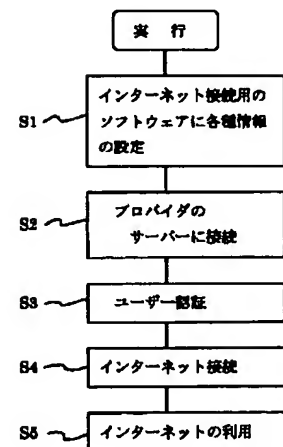 実 行
S1
インターネット接続用の
ソフトウェアに各種情報
の設定
S2
プロバイダの
サーバーに接続
S3
ユーザー認証
S4
インターネット接続
S5
インターネットの利用